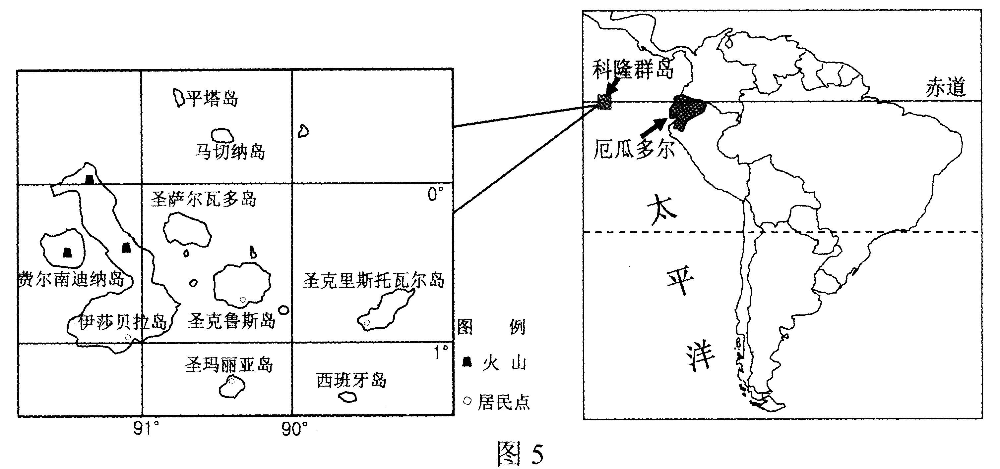 平塔岛
马切纳岛
0°
圣萨尔瓦多岛
费尔南迪纳岛
圣克里斯托瓦尔岛
伊莎贝拉岛
圣克鲁斯岛
1°
圣玛丽亚岛
西班牙岛
91°
90°
图 例
火 山
居民点
科隆群岛
赤道
厄瓜多尔
太
平
洋
图 5